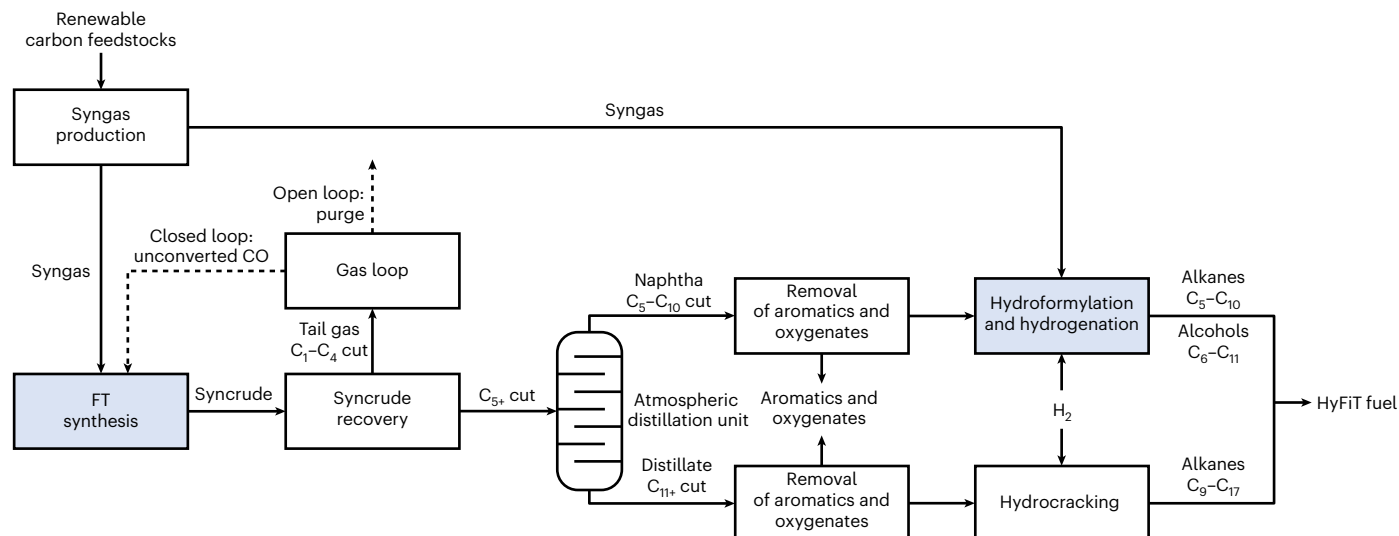 Renewable
carbon feedstocks
Syngas
production
Syngas
Open loop:
purge
Closed loop:
unconverted CO
Syngas
Gas loop
Tail gas
C₁–C₄ cut
FT
synthesis
Syncrude
Syncrude
recovery
C₅₊ cut
Atmospheric
distillation unit
Naphtha
C₅–C₁₀ cut
Removal
of aromatics and
oxygenates
Hydroformylation
and hydrogenation
Alkanes
C₅–C₁₀
Alcohols
C₆–C₁₁
Aromatics and
oxygenates
H₂
HyFiT fuel
Distillate
C₁₁₊ cut
Removal
of aromatics and
oxygenates
Hydrocracking
Alkanes
C₉–C₁₇